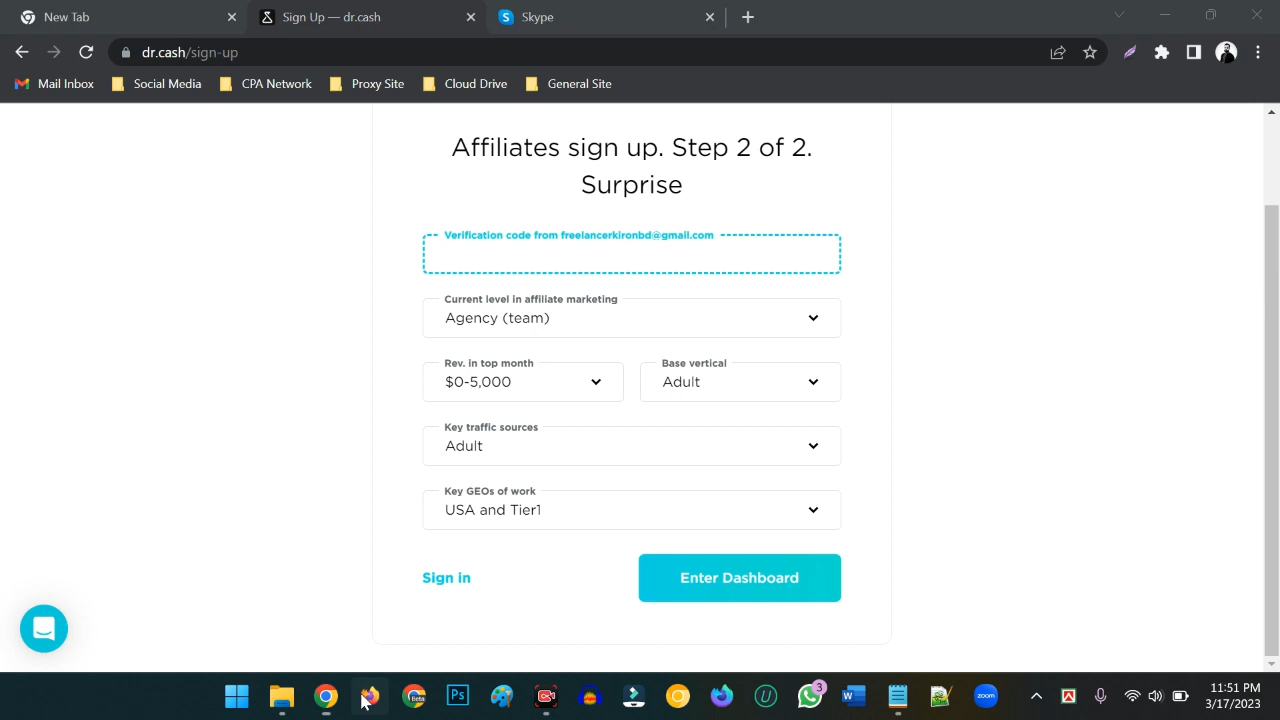 New Tab
Sign Up — dr.cash
Skype
dr.cash/sign-up
Mail Inbox
Social Media
CPA Network
Proxy Site
Cloud Drive
General Site
Affiliates sign up. Step 2 of 2.
Surprise
Verification code from freelancerkironbd@gmail.com
Current level in affiliate marketing
Agency (team)
Rev. in top month
Base vertical
$0-5,000
Adult
Key traffic sources
Adult
Key GEOs of work
USA and Tier1
Sign in
Enter Dashboard
Beta
Ps
3
W
zoom
11:51 PM
3/17/2023